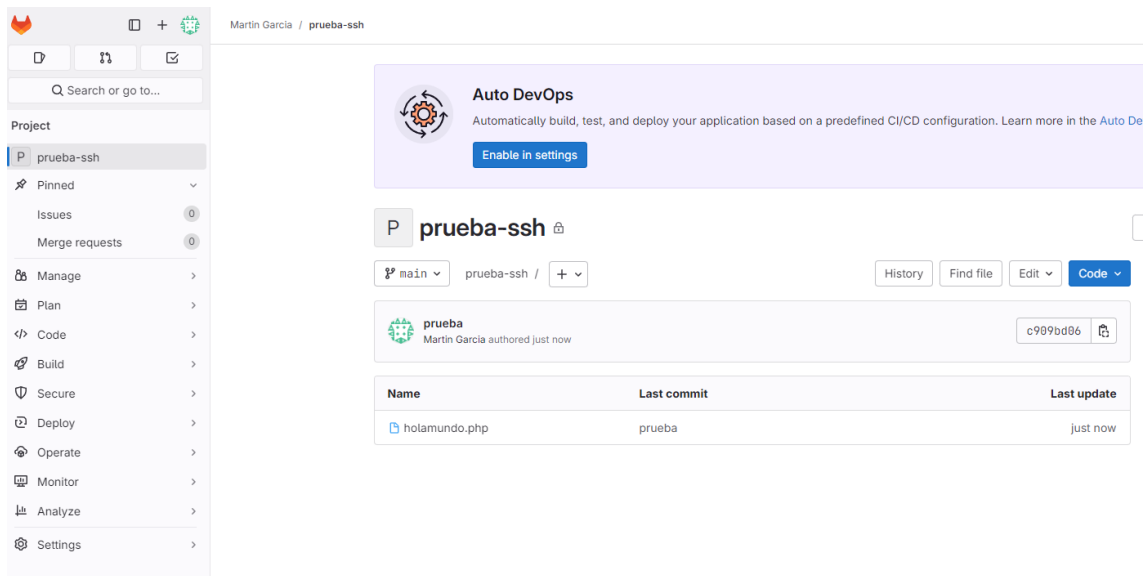 Martin Garcia / prueba-ssh
Search or go to...
Project
P prueba-ssh
Pinned
Issues 0
Merge requests 0
Manage
Plan
Code
Build
Secure
Deploy
Operate
Monitor
Analyze
Settings
Auto DevOps
Automatically build, test, and deploy your application based on a predefined CI/CD configuration. Learn more in the Auto De
Enable in settings
P prueba-ssh
main prueba-ssh / + History Find file Edit Code
prueba
Martin Garcia authored just now
c909bd06
Name Last commit Last update
holamundo.php prueba just now